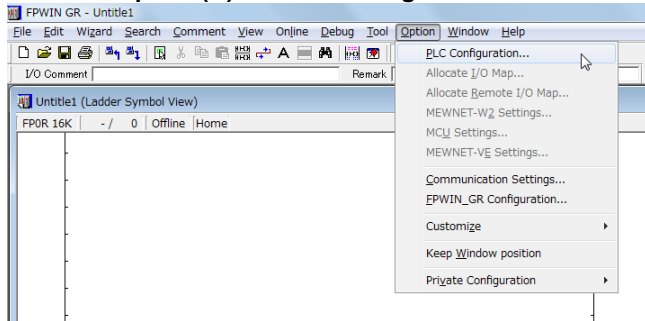 FPWIN GR - Untitle1
File Edit Wizard Search Comment View Online Debug Tool Option Window Help
PLC Configuration...
I/O Comment Remark
Allocate I/O Map...
Allocate Remote I/O Map...
Untitle1 (Ladder Symbol View)
MEWNET-W2 Settings...
FP0R 16K - / 0 Offline Home
MCU Settings...
MEWNET-VE Settings...
Communication Settings...
FPWIN_GR Configuration...
Customize
Keep Window position
Private Configuration